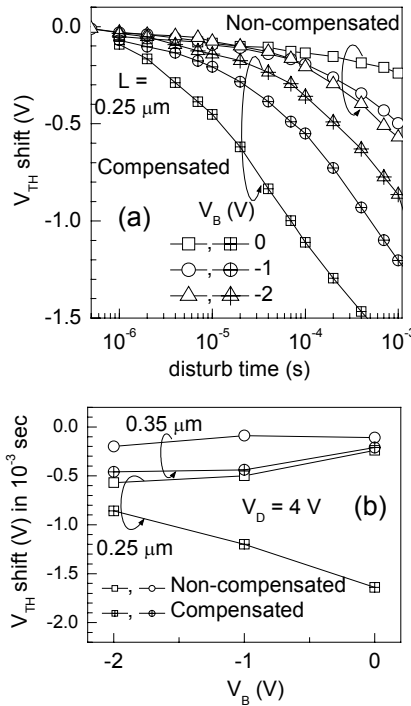 Non-compensated
0.0
L =
0.25 μm
-0.5
Compensated
V_TH shift (V)
-1.0
(a)
V_B (V)
□, ⊞ 0
○, ⊕ -1
△, -2
-1.5
10⁻⁶ 10⁻⁵ 10⁻⁴ 10⁻³
disturb time (s)
0.0
0.35 μm
-0.5
V_D = 4 V
(b)
-1.0
0.25 μm
V_TH shift (V) in 10⁻³ sec
-1.5
□, ○ Non-compensated
⊞, ⊕ Compensated
-2.0
-2 -1 0
V_B (V)